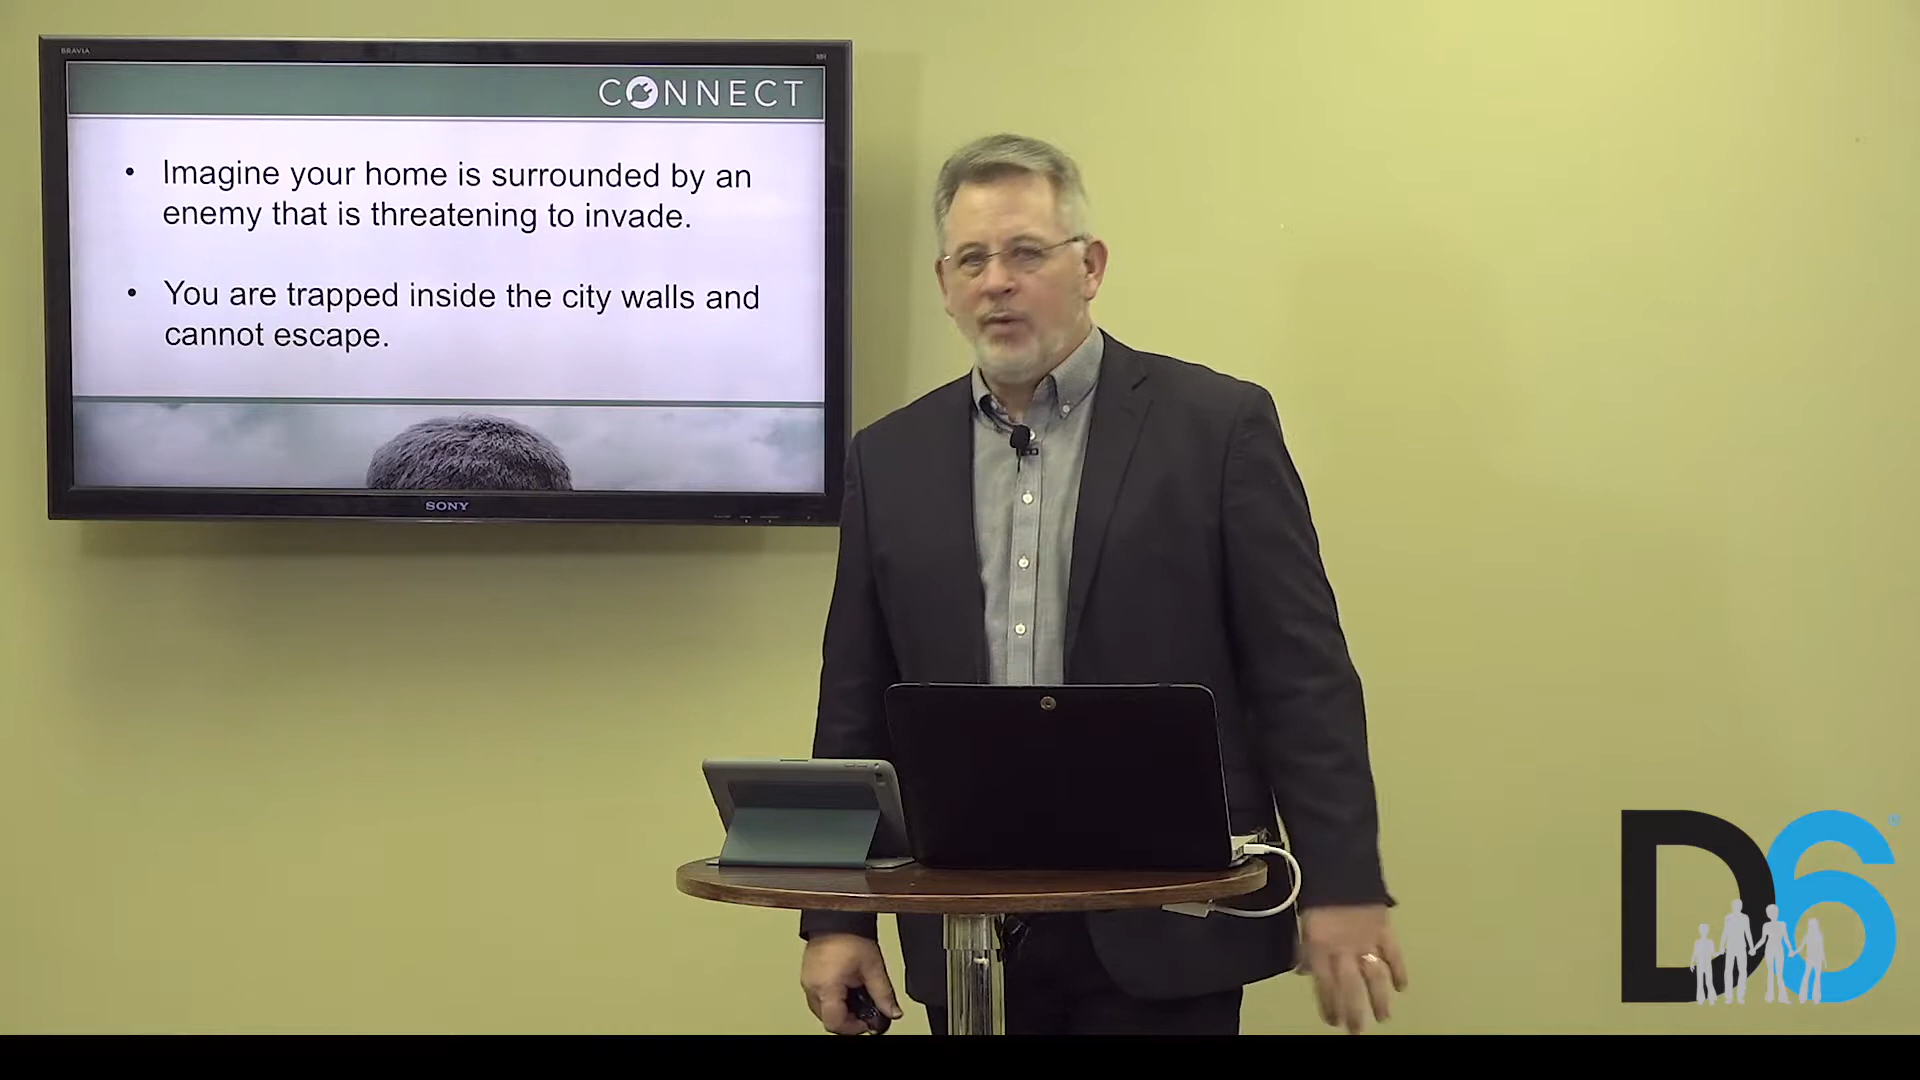 BRAVIA
CONNECT
• Imagine your home is surrounded by an
enemy that is threatening to invade.
• You are trapped inside the city walls and
cannot escape.
SONY
D6